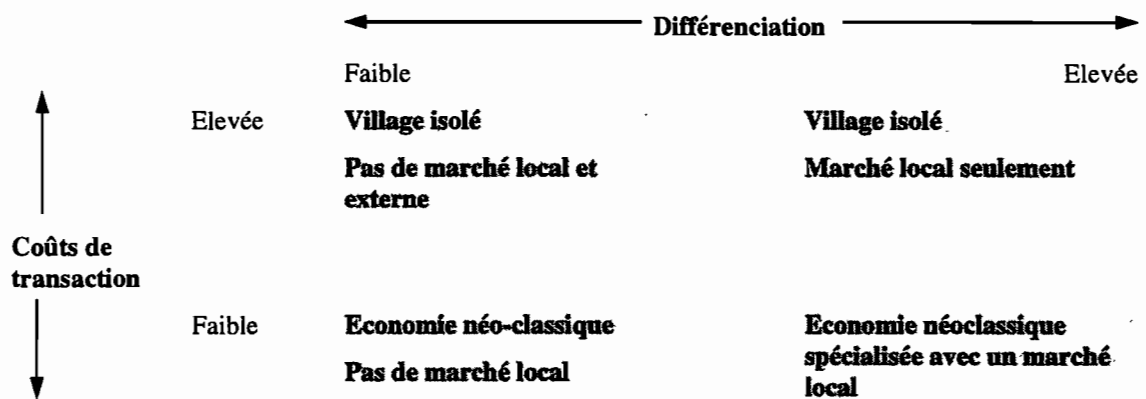 Différenciation
Faible Elevée
Elevée Village isolé Village isolé
Pas de marché local et Marché local seulement
externe
Coûts de
transaction
Faible Economie néo-classique Economie néoclassique
spécialisée avec un marché
Pas de marché local
local